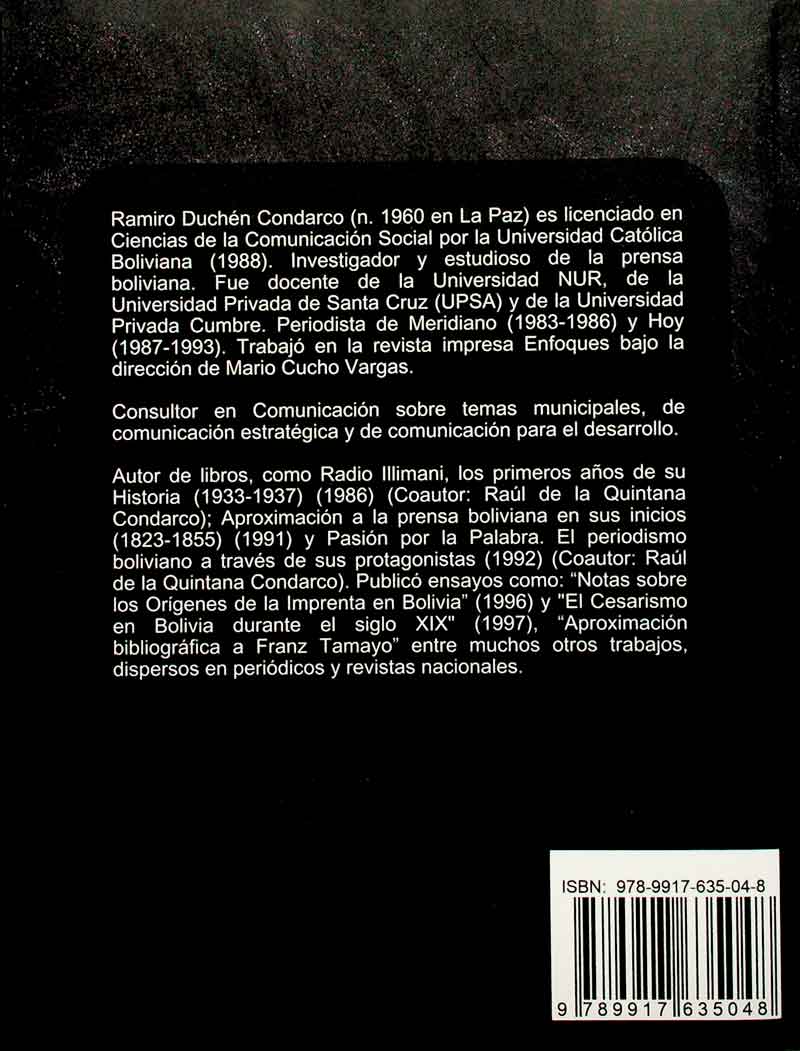 Ramiro Duchén Condarco (n. 1960 en La Paz) es licenciado en
Ciencias de la Comunicación Social por la Universidad Católica
Boliviana (1988). Investigador y estudioso de la prensa
boliviana. Fue docente de la Universidad NUR, de la
Universidad Privada de Santa Cruz (UPSA) y de la Universidad
Privada Cumbre. Periodista de Meridiano (1983-1986) y Hoy
(1987-1993). Trabajó en la revista impresa Enfoques bajo la
dirección de Mario Cucho Vargas.
Consultor en Comunicación sobre temas municipales, de
comunicación estratégica y de comunicación para el desarrollo.
Autor de libros, como Radio Illimani, los primeros años de su
Historia (1933-1937) (1986) (Coautor: Raúl de la Quintana
Condarco); Aproximación a la prensa boliviana en sus inicios
(1823-1855) (1991) y Pasión por la Palabra. El periodismo
boliviano a través de sus protagonistas (1992) (Coautor: Raúl
de la Quintana Condarco). Publicó ensayos como: “Notas sobre
los Orígenes de la Imprenta en Bolivia” (1996) y "El Cesarismo
en Bolivia durante el siglo XIX" (1997), “Aproximación
bibliográfica a Franz Tamayo” entre muchos otros trabajos,
dispersos en periódicos y revistas nacionales.
ISBN: 978-9917-635-04-8
9 789917 635048